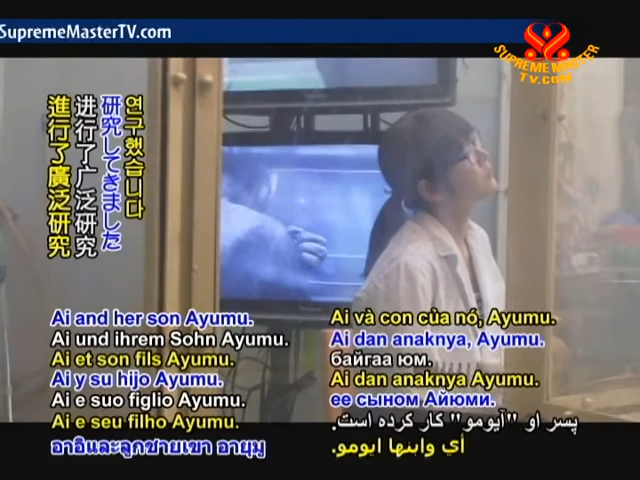 SupremeMasterTV.com
SUPREME MASTER
TV.COM
연구했습니다
研究してきました
进行了广泛研究
進行了廣泛研究
Ai and her son Ayumu.
Ai und ihrem Sohn Ayumu.
Ai et son fils Ayumu.
Ai y su hijo Ayumu.
Ai e suo figlio Ayumu.
Ai e seu filho Ayumu.
อาอิและลูกชายเขา อายุมุ
Ai và con của nó, Ayumu.
Ai dan anaknya, Ayumu.
байгаа юм.
Ai dan anaknya Ayumu.
ее сыном Айюми.
پسر او "آیومو" کار کرده است.
أي وابنها ايومو.